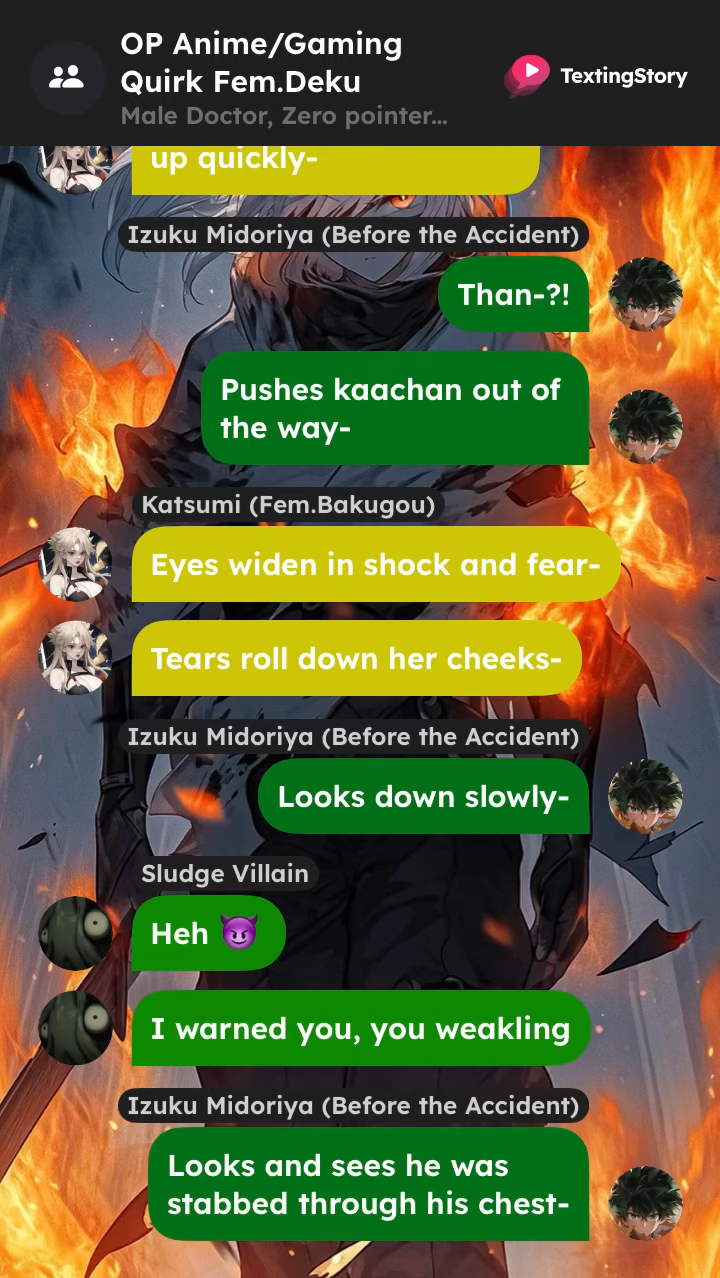 OP Anime/Gaming
Quirk Fem.Deku
Male Doctor, Zero pointer...
TextingStory
up quickly-
Izuku Midoriya (Before the Accident)
Than-?!
Pushes kaachan out of
the way-
Katsumi (Fem.Bakugou)
Eyes widen in shock and fear-
Tears roll down her cheeks-
Izuku Midoriya (Before the Accident)
Looks down slowly-
Sludge Villain
Heh 😈
I warned you, you weakling
Izuku Midoriya (Before the Accident)
Looks and sees he was
stabbed through his chest-